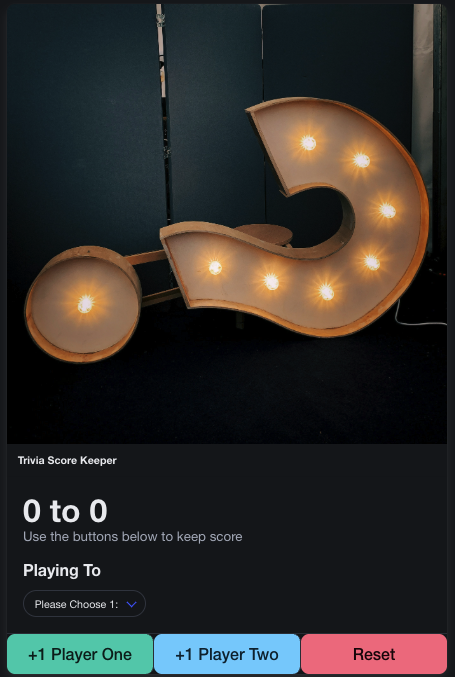 Trivia Score Keeper
0 to 0
Use the buttons below to keep score
Playing To
Please Choose 1:
+1 Player One
+1 Player Two
Reset